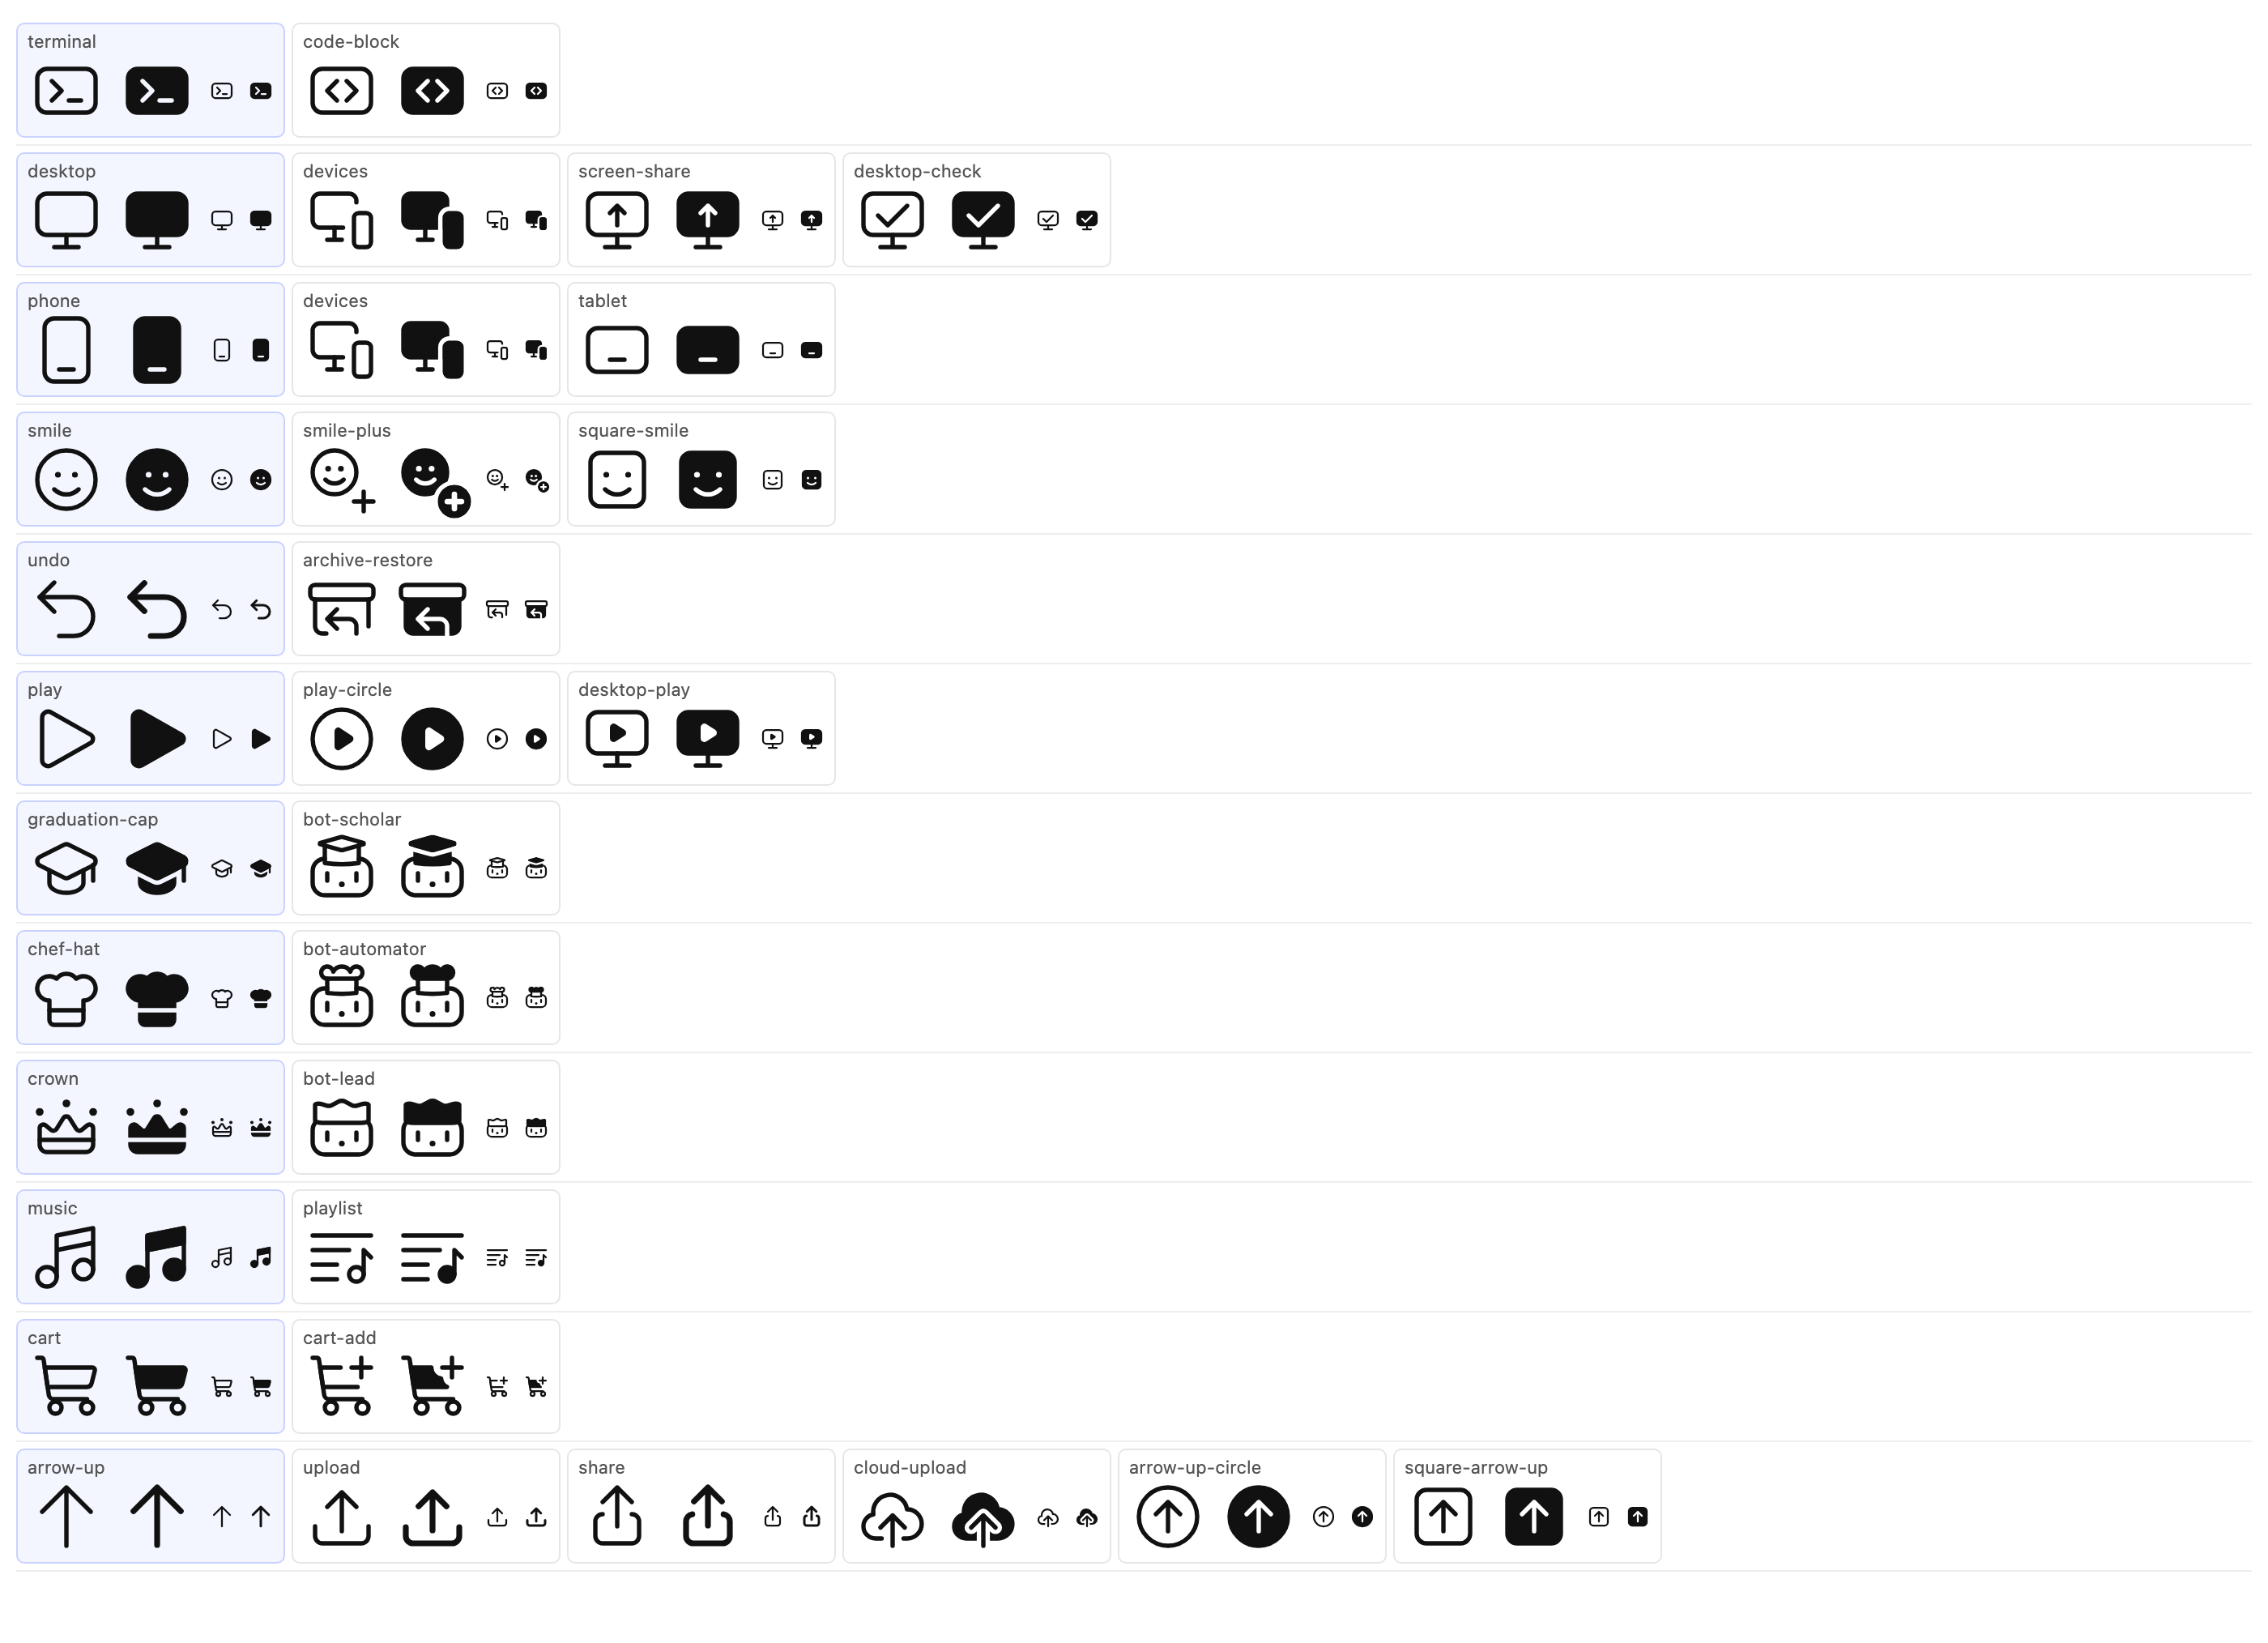 terminal
code-block
desktop
devices
screen-share
desktop-check
phone
devices
tablet
smile
smile-plus
square-smile
undo
archive-restore
play
play-circle
desktop-play
graduation-cap
bot-scholar
chef-hat
bot-automator
crown
bot-lead
music
playlist
cart
cart-add
arrow-up
upload
share
cloud-upload
arrow-up-circle
square-arrow-up